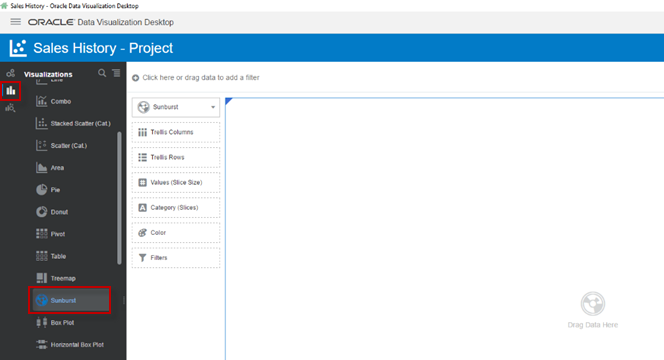 Sales History - Oracle Data Visualization Desktop
ORACLE Data Visualization Desktop
Sales History - Project
Visualizations
Click here or drag data to add a filter
Line
Combo
Stacked Scatter (Cat.)
Scatter (Cat.)
Area
Pie
Donut
Pivot
Table
Treemap
Sunburst
Box Plot
Horizontal Box Plot
Sunburst
Trellis Columns
Trellis Rows
Values (Slice Size)
Category (Slices)
Color
Filters
Drag Data Here